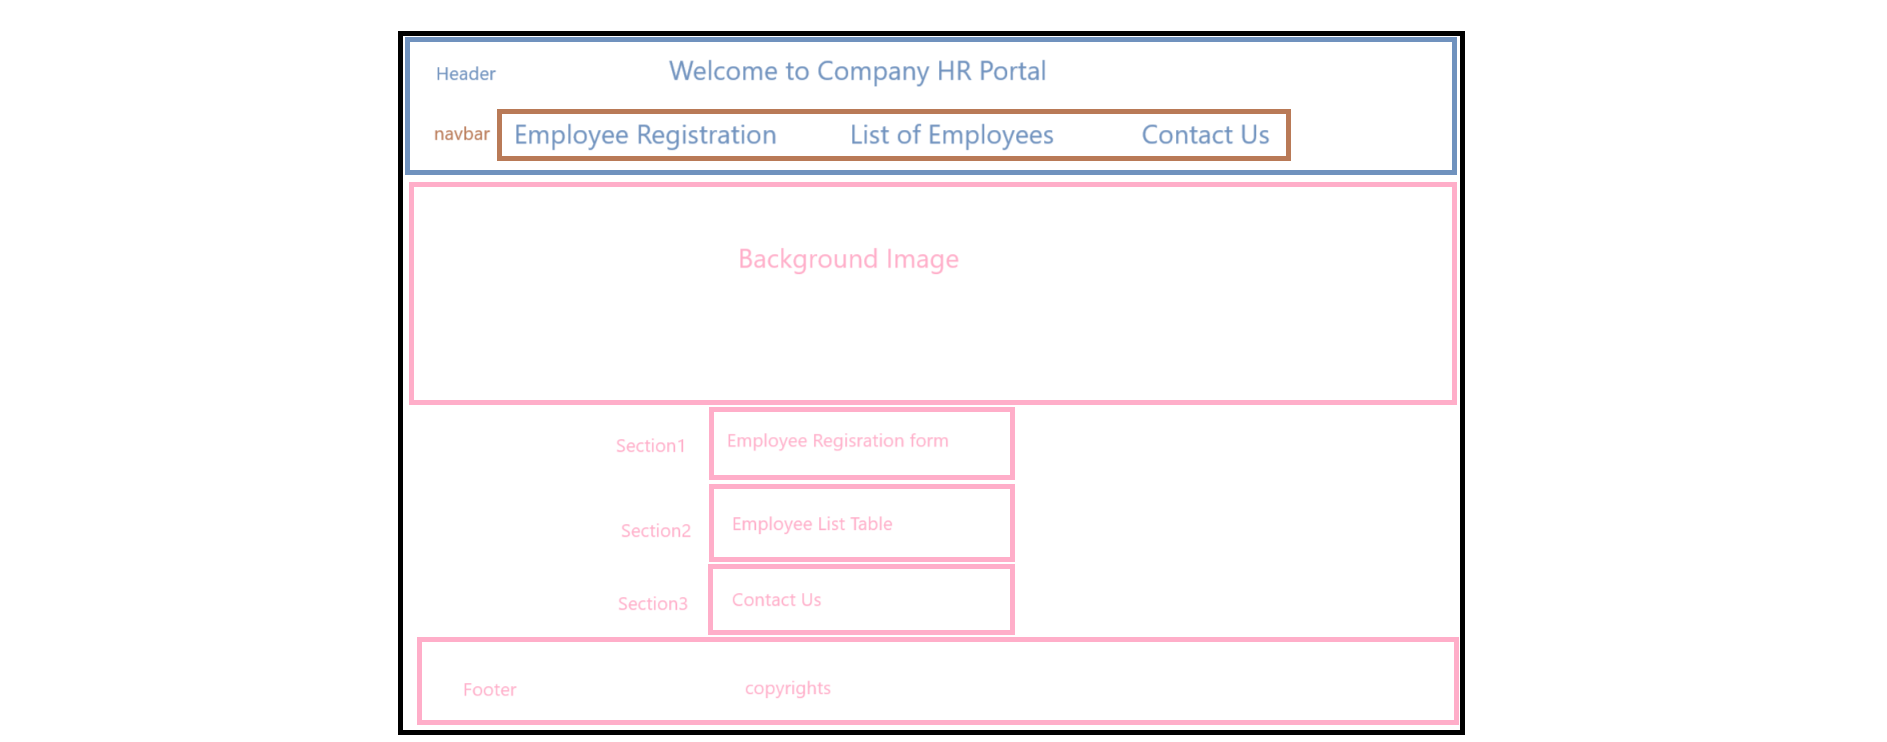 Header
Welcome to Company HR Portal
navbar
Employee Registration
List of Employees
Contact Us
Background Image
Section1
Employee Regisration form
Section2
Employee List Table
Section3
Contact Us
Footer
copyrights